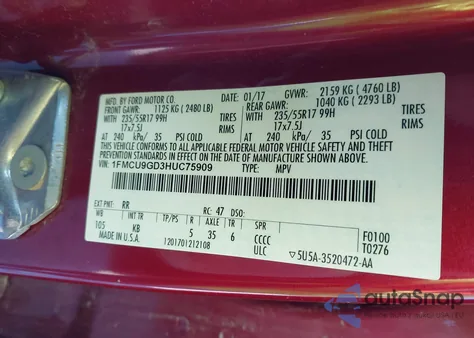 MFD. BY FORD MOTOR CO.
01/17 GVWR: 2159 KG ( 4760 LB)
FRONT GAWR: 1125 KG ( 2480 LB) REAR GAWR: 1040 KG ( 2293 LB)
WITH 235/55R17 99H TIRES WITH 235/55R17 99H TIRES
17x7.5J RIMS 17x7.5J RIMS
AT 240 kPa/ 35 PSI COLD AT 240 kPa/ 35 PSI COLD
THIS VEHICLE CONFORMS TO ALL APPLICABLE FEDERAL MOTOR VEHICLE SAFETY AND THEFT PREVENTION STANDARDS IN EFFECT ON THE DATE OF MANUFACTURE SHOWN ABOVE.
1FMCU9GD3HUC75909 TYPE: MPV
EXT PNT: RR RC: 47 DSO:
WB INT TR TP/PS R AXLE TR SPR
105 KB 5 35 6 CCCC F0100
MADE IN U.S.A. 1201701212108 ULC T0276
5U5A-3520472-AA
autoSnap